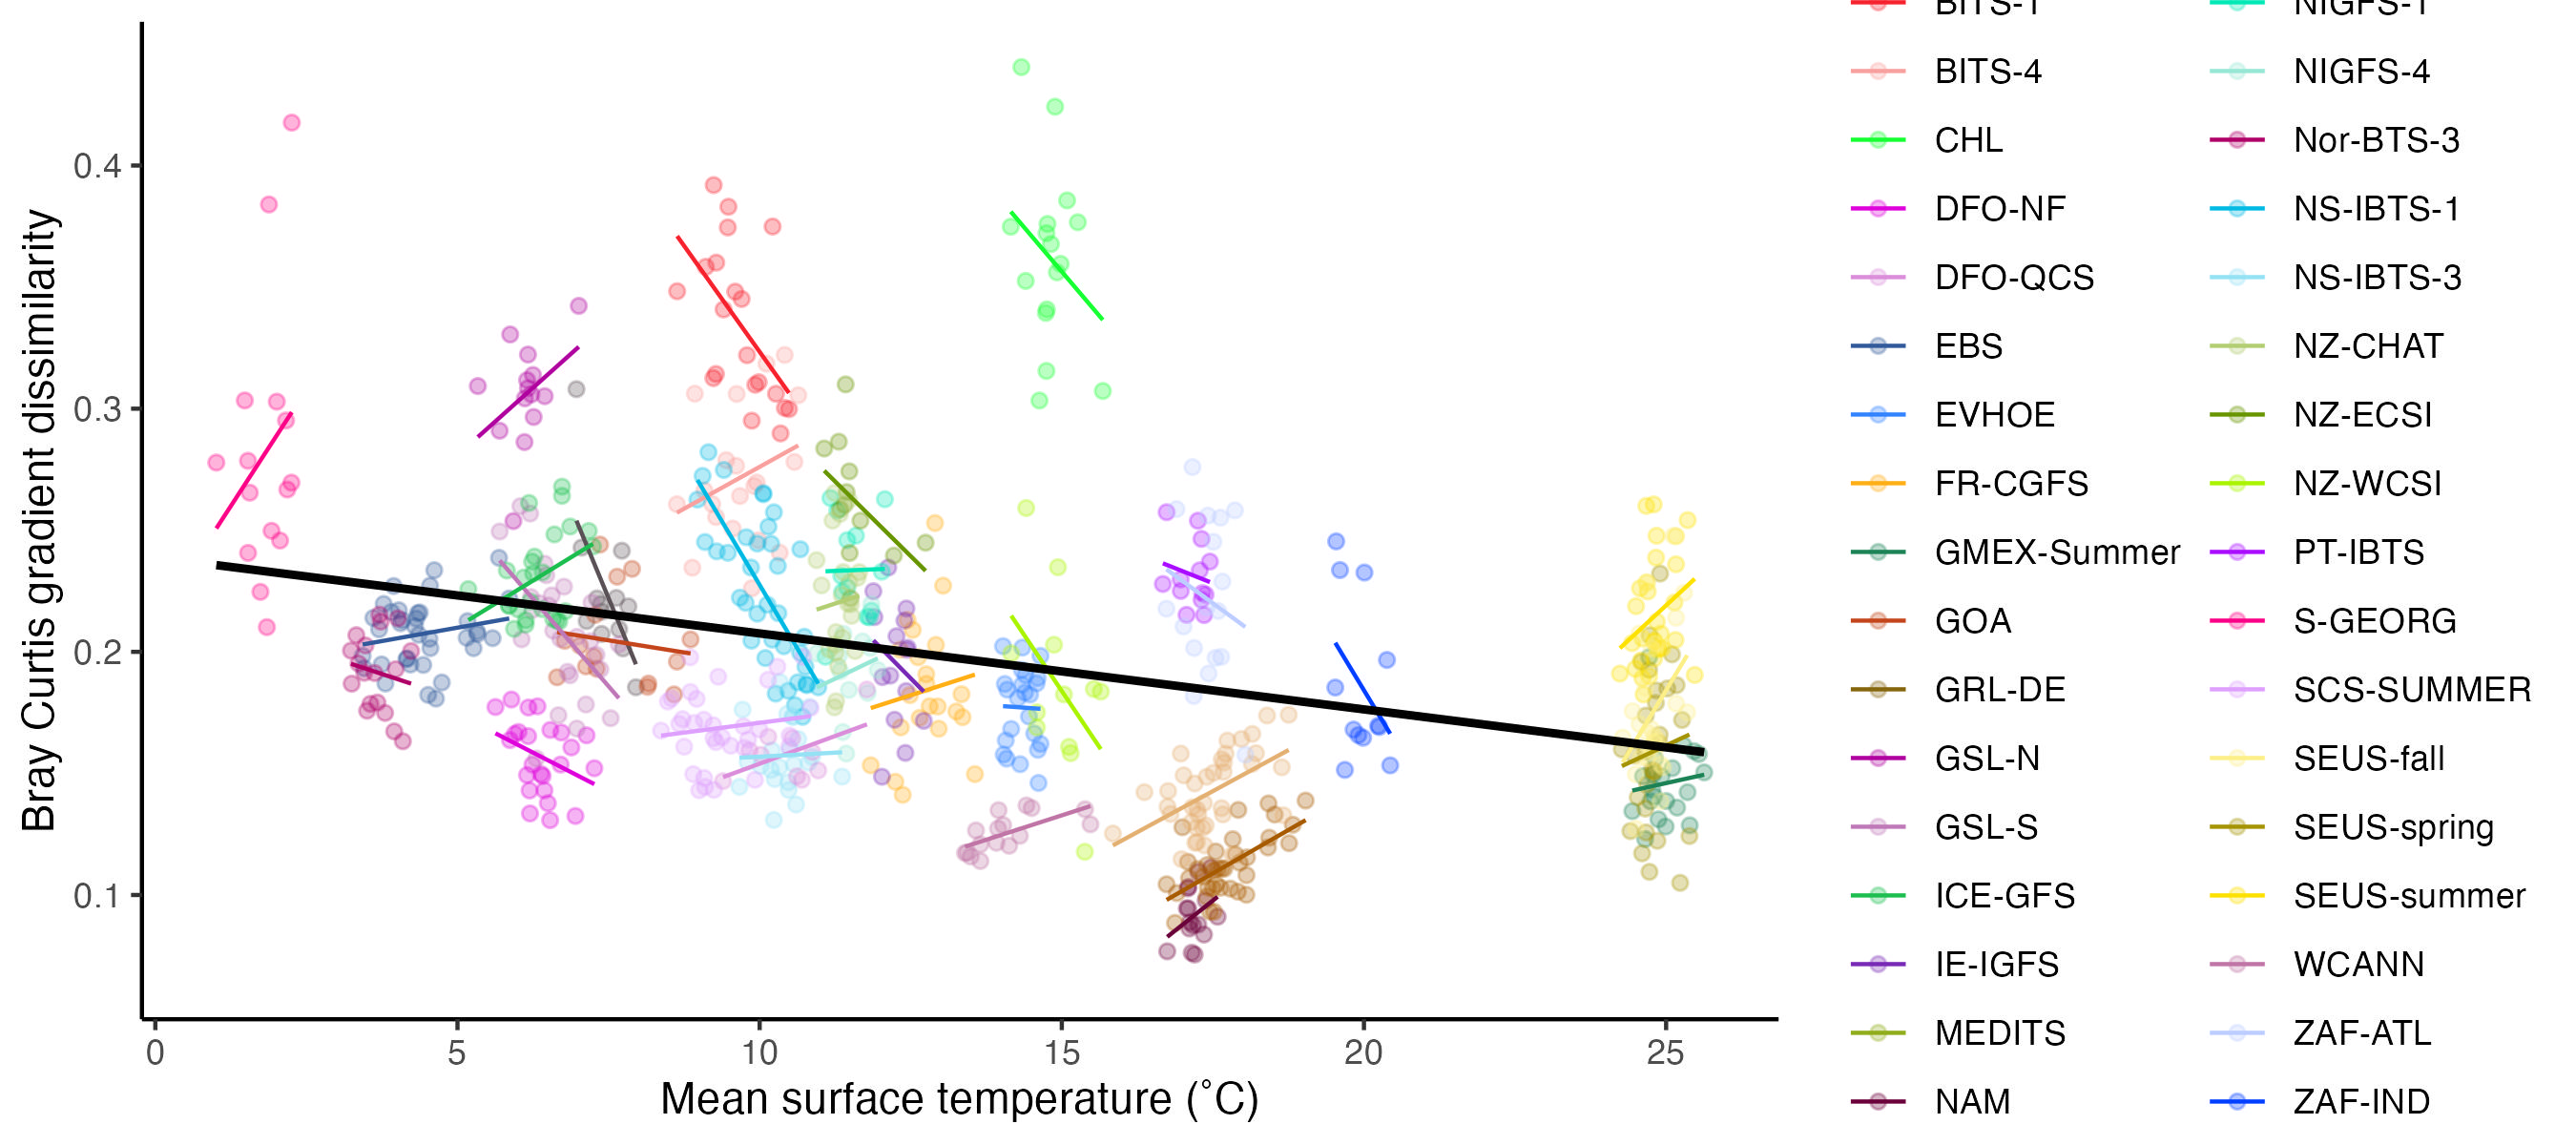 Bray Curtis gradient dissimilarity
0.4
0.3
0.2
0.1
0
5
10
15
20
25
Mean surface temperature (˚C)
BITS-1
BITS-4
CHL
DFO-NF
DFO-QCS
EBS
EVHOE
FR-CGFS
GMEX-Summer
GOA
GRL-DE
GSL-N
GSL-S
ICE-GFS
IE-IGFS
MEDITS
NAM
NIGFS-1
NIGFS-4
Nor-BTS-3
NS-IBTS-1
NS-IBTS-3
NZ-CHAT
NZ-ECSI
NZ-WCSI
PT-IBTS
S-GEORG
SCS-SUMMER
SEUS-fall
SEUS-spring
SEUS-summer
WCANN
ZAF-ATL
ZAF-IND